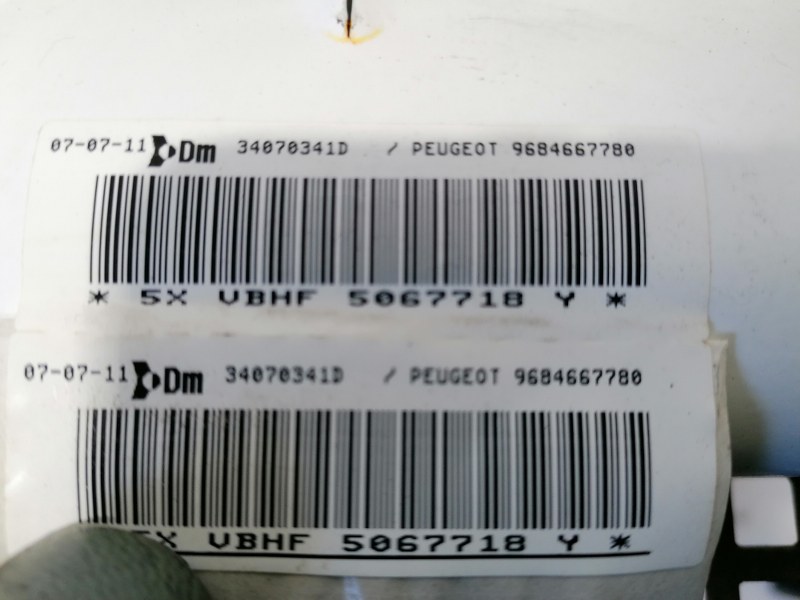 07-07-11 Dm 34070341D / PEUGEOT 9684667780
* 5X VBHF 5067718 Y *
07-07-11 Dm 34070341D / PEUGEOT 9684667780
5X VBHF 5067718 Y *